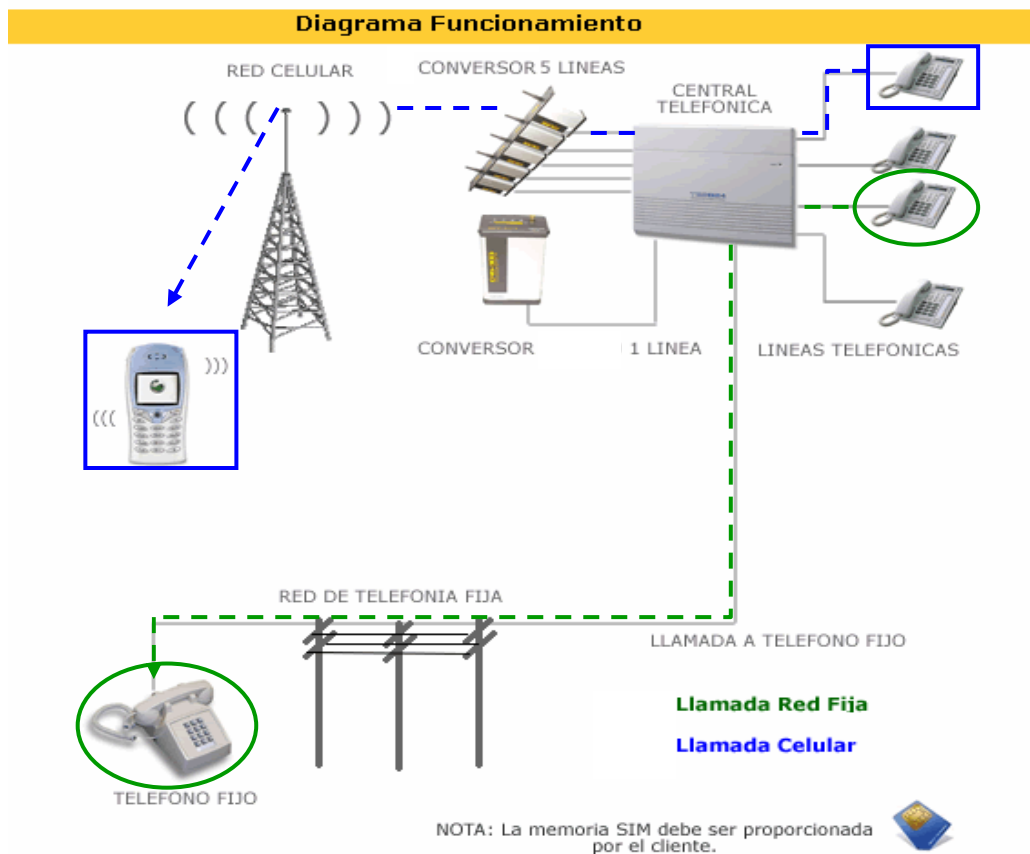 Diagrama Funcionamiento
RED CELULAR
CONVERSOR 5 LINEAS
CENTRAL
TELEFONICA
CONVERSOR
1 LINEA
LINEAS TELEFONICAS
RED DE TELEFONIA FIJA
LLAMADA A TELEFONO FIJO
Llamada Red Fija
Llamada Celular
TELEFONO FIJO
NOTA: La memoria SIM debe ser proporcionada
por el cliente.